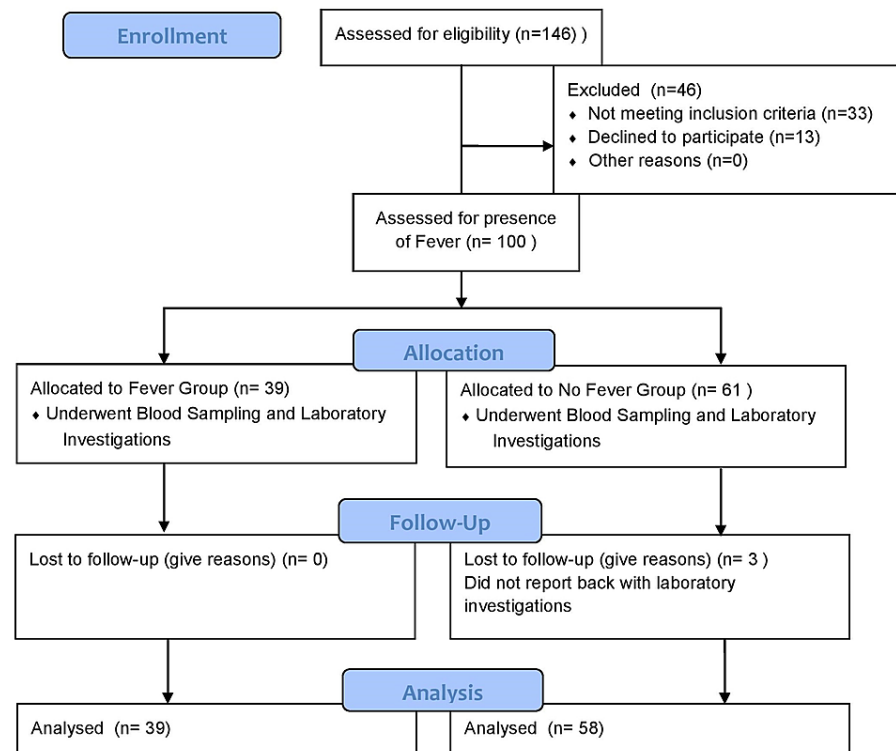 Enrollment
Assessed for eligibility (n=146) )
Excluded (n=46)
♦ Not meeting inclusion criteria (n=33)
♦ Declined to participate (n=13)
♦ Other reasons (n=0)
Assessed for presence
of Fever (n= 100 )
Allocation
Allocated to Fever Group (n= 39)
♦ Underwent Blood Sampling and Laboratory
Investigations
Allocated to No Fever Group (n= 61 )
♦ Underwent Blood Sampling and Laboratory
Investigations
Follow-Up
Lost to follow-up (give reasons) (n= 0)
Lost to follow-up (give reasons) (n= 3 )
Did not report back with laboratory
investigations
Analysis
Analysed (n= 39)
Analysed (n= 58)